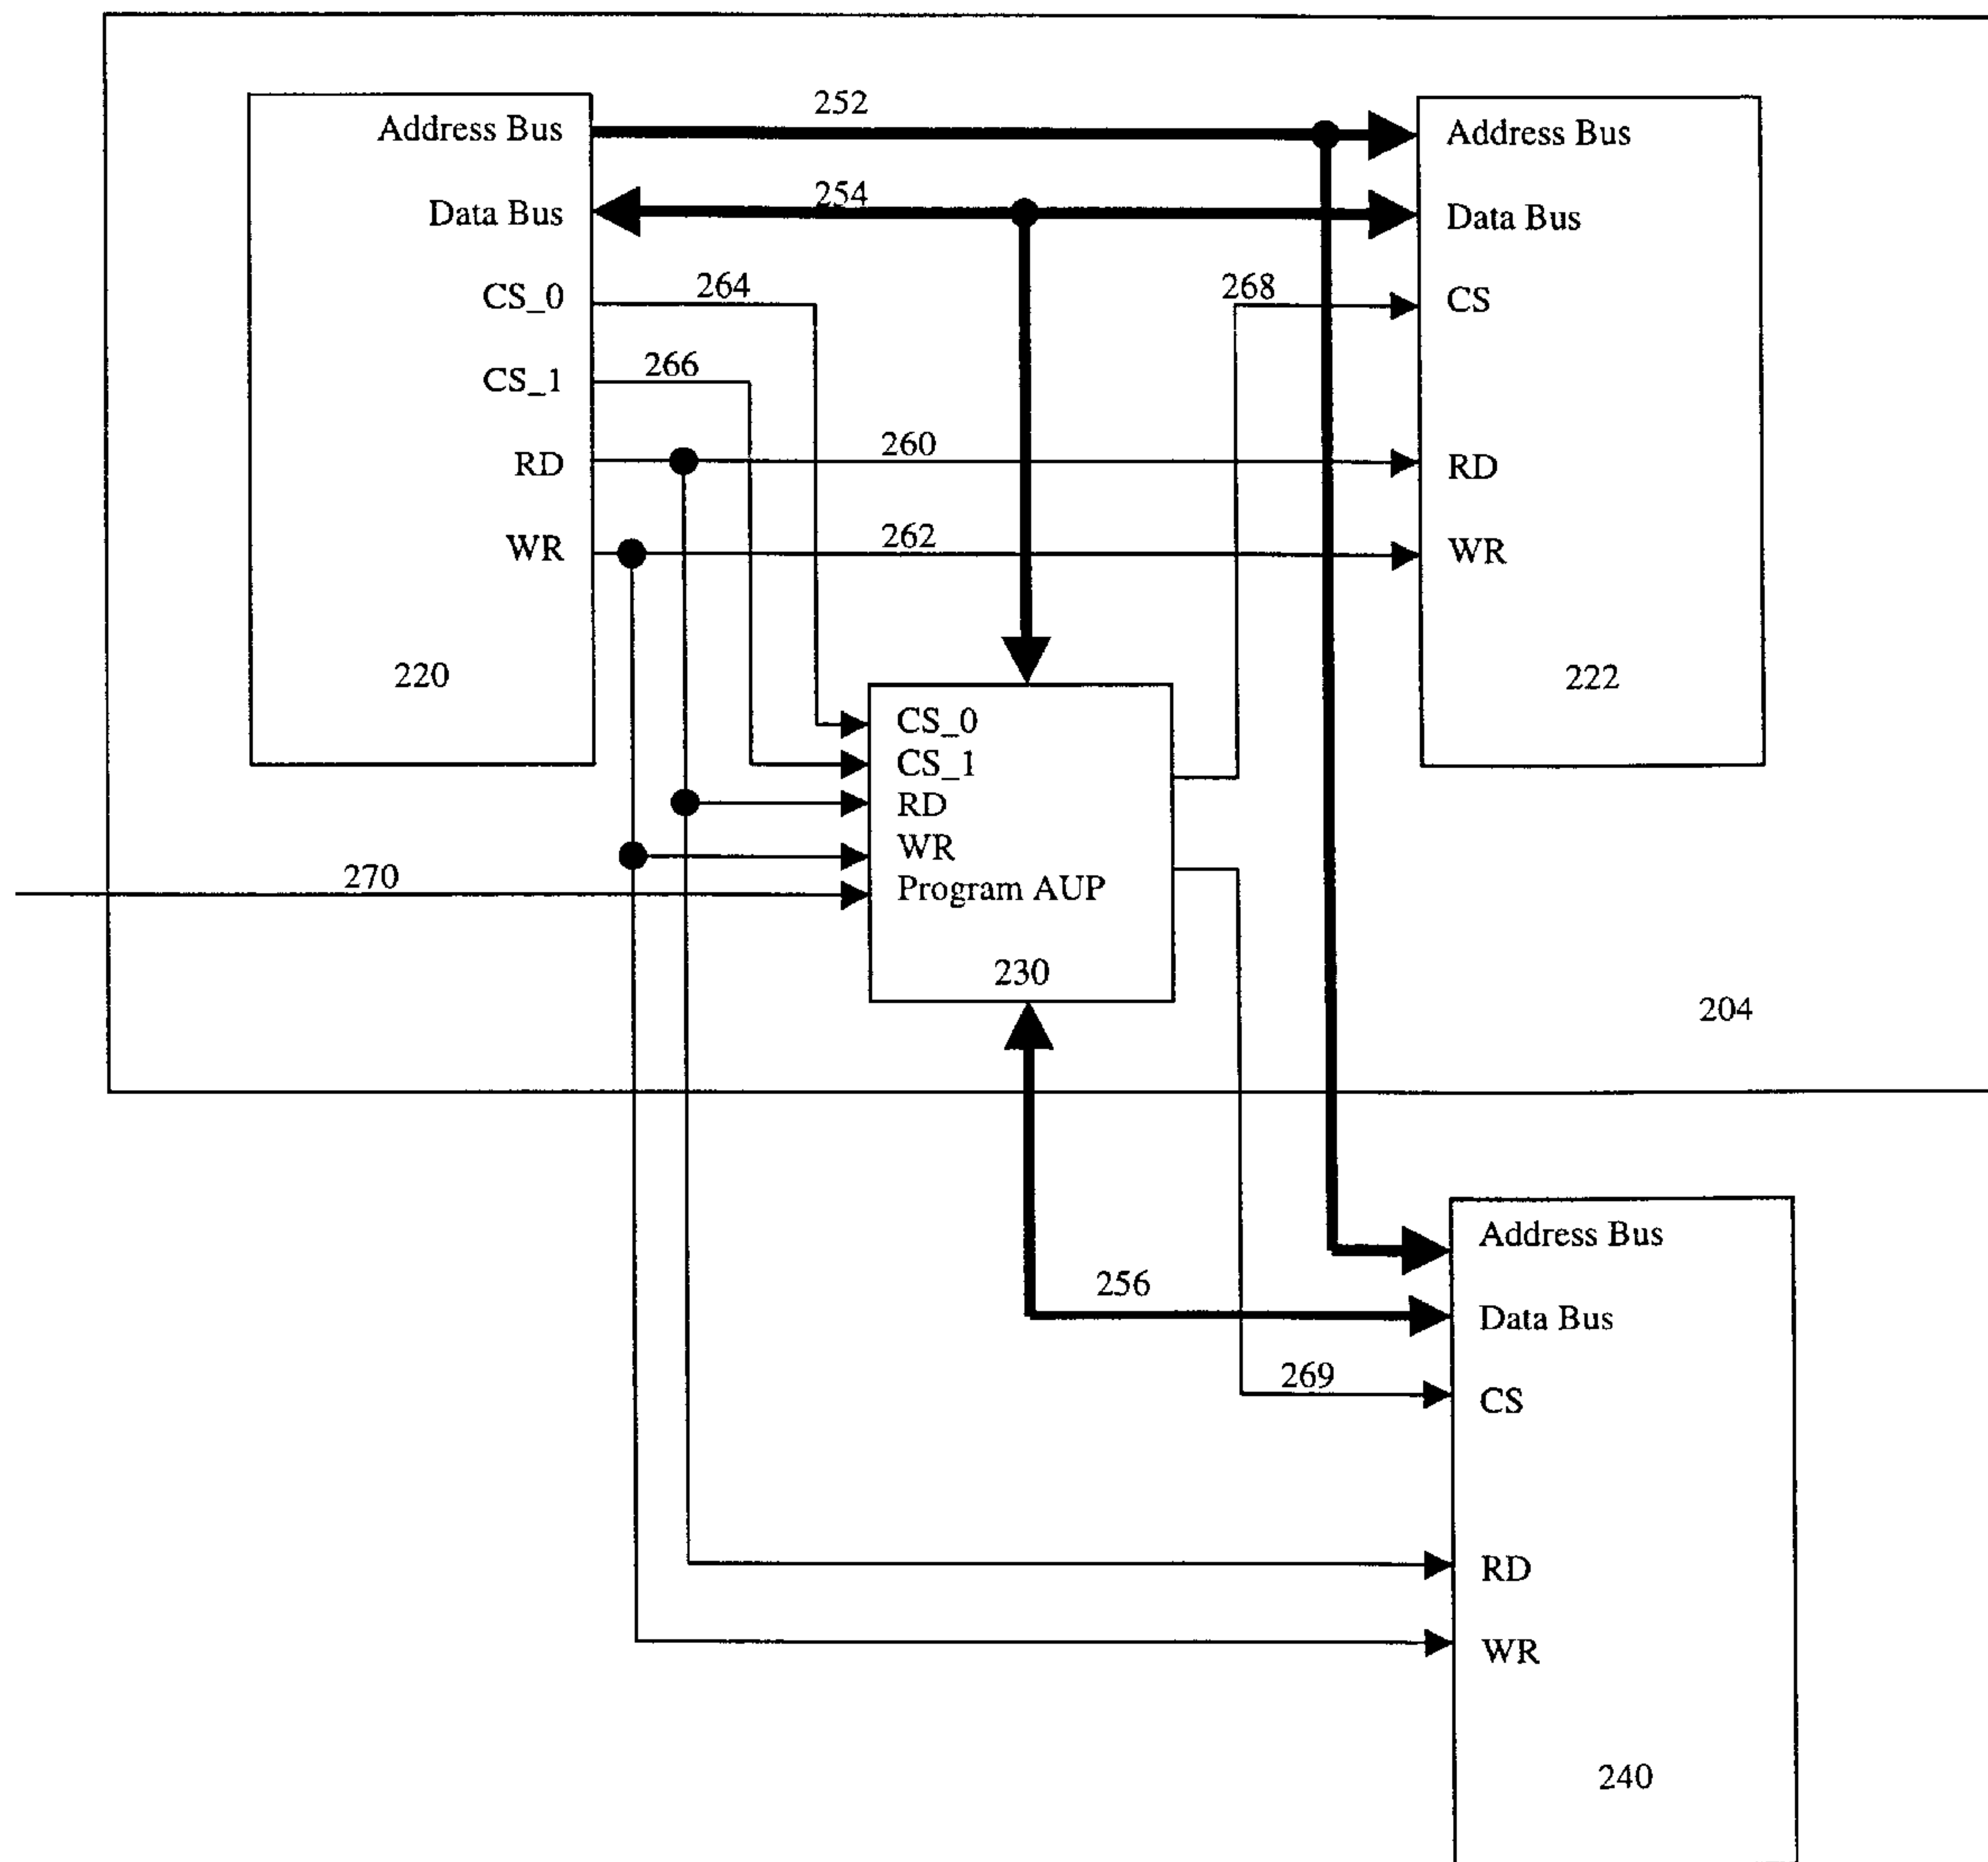 252
Address Bus
Address Bus
254
Data Bus
Data Bus
264
268
CS_0
CS
266
CS_1
260
RD
RD
262
WR
WR
220
222
CS_0
CS_1
RD
WR
270
Program AUP
230
204
Address Bus
256
Data Bus
269
CS
RD
WR
240